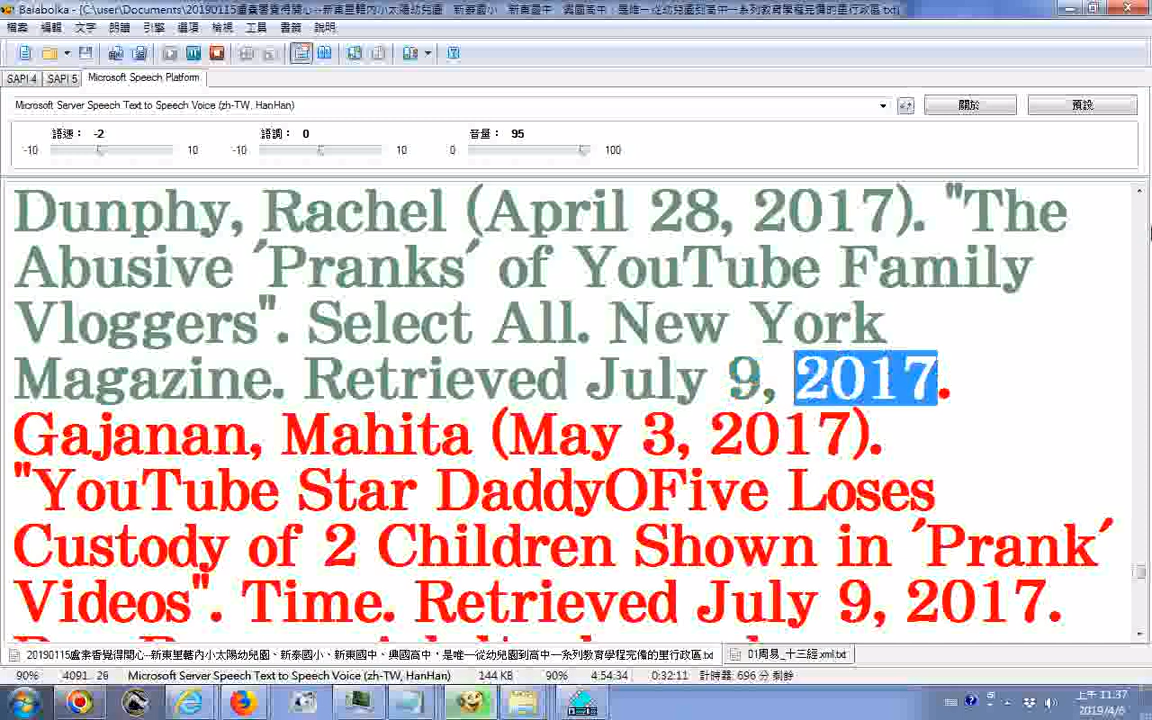 Balabolka - [C:\user\Documents\20190115盧素香覺得開心--新東里轄內小太陽幼兒園、新泰國小、新東國中、興國高中，是唯一從幼兒園到高中一系列教育學程完備的里行政區.txt]
檔案 編輯 文字 朗讀 引擎 選項 檢視 工具 書籤 說明
SAPI 4 SAPI 5 Microsoft Speech Platform
Microsoft Server Speech Text to Speech Voice (zh-TW, HanHan) 關於 預設
語速： -2 語調： 0 音量： 95
-10 10 -10 10 0 100
Dunphy, Rachel (April 28, 2017). "The
Abusive 'Pranks' of YouTube Family
Vloggers". Select All. New York
Magazine. Retrieved July 9, 2017.
Gajanan, Mahita (May 3, 2017).
"YouTube Star DaddyOFive Loses
Custody of 2 Children Shown in 'Prank'
Videos". Time. Retrieved July 9, 2017.
20190115盧素香覺得開心--新東里轄內小太陽幼兒園、新泰國小、新東國中、興國高中，是唯一從幼兒園到高中一系列教育學程完備的里行政區.txt 01周易_十三經.xml.txt
90% 4091: 26 Microsoft Server Speech Text to Speech Voice (zh-TW, HanHan) 144 KB 90% 4:54:34 0:32:11 計時器: 696 分 剩餘
上午 11:37
2019/4/6